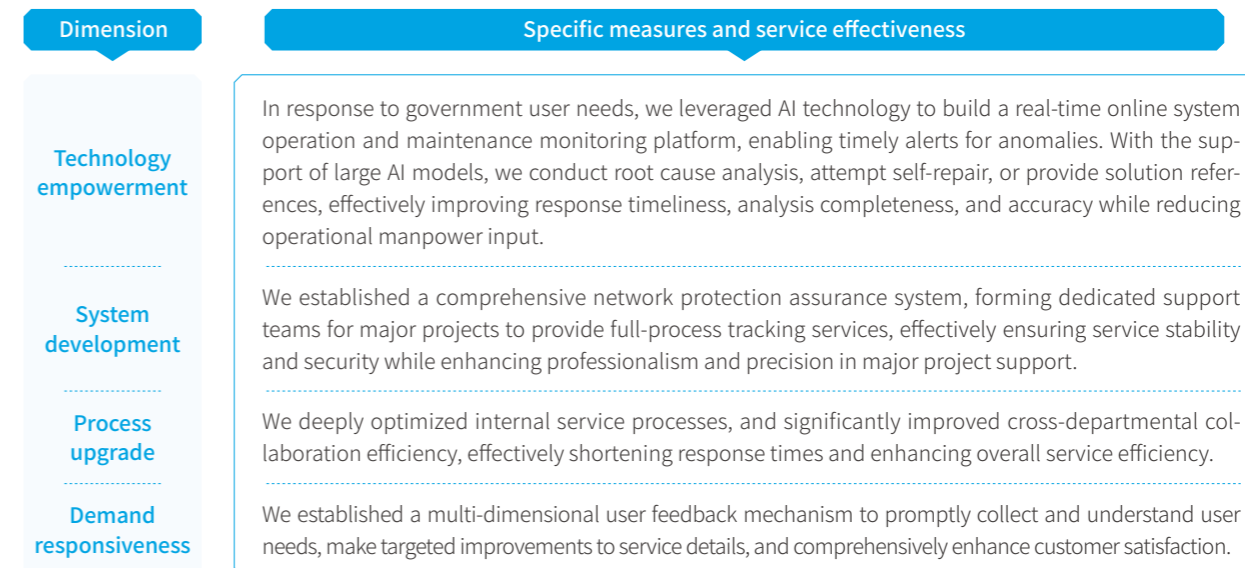 Dimension
Specific measures and service effectiveness
Technology
empowerment
In response to government user needs, we leveraged AI technology to build a real-time online system
operation and maintenance monitoring platform, enabling timely alerts for anomalies. With the sup-
port of large AI models, we conduct root cause analysis, attempt self-repair, or provide solution refer-
ences, effectively improving response timeliness, analysis completeness, and accuracy while reducing
operational manpower input.
System
development
We established a comprehensive network protection assurance system, forming dedicated support
teams for major projects to provide full-process tracking services, effectively ensuring service stability
and security while enhancing professionalism and precision in major project support.
Process
upgrade
We deeply optimized internal service processes, and significantly improved cross-departmental col-
laboration efficiency, effectively shortening response times and enhancing overall service efficiency.
Demand
responsiveness
We established a multi-dimensional user feedback mechanism to promptly collect and understand user
needs, make targeted improvements to service details, and comprehensively enhance customer satisfaction.